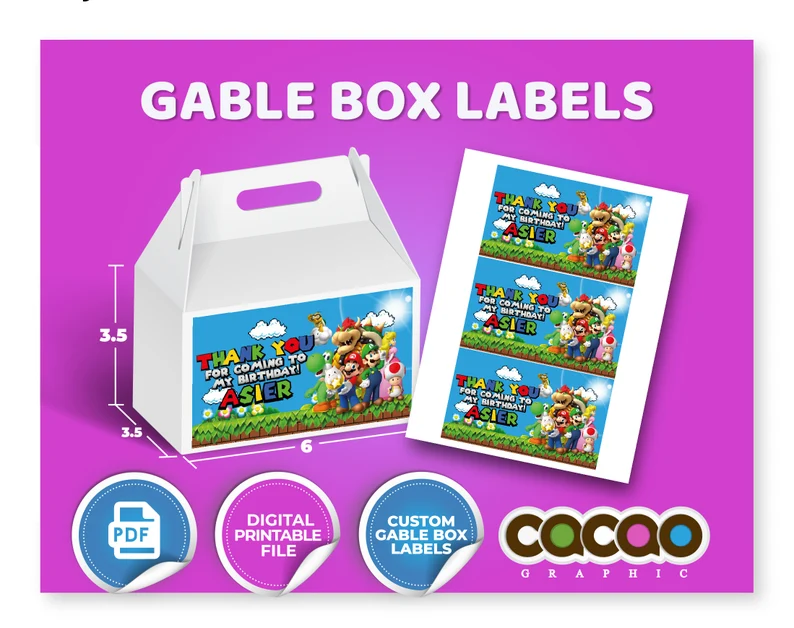 GABLE BOX LABELS
THANK YOU
FOR COMING TO
MY BIRTHDAY!
ASIER
3.5
3.5
6
THANK YOU
FOR COMING TO
MY BIRTHDAY!
ASIER
THANK YOU
FOR COMING TO
MY BIRTHDAY!
ASIER
THANK YOU
FOR COMING TO
MY BIRTHDAY!
ASIER
PDF
DIGITAL
PRINTABLE
FILE
CUSTOM
GABLE BOX
LABELS
cacao
GRAPHIC